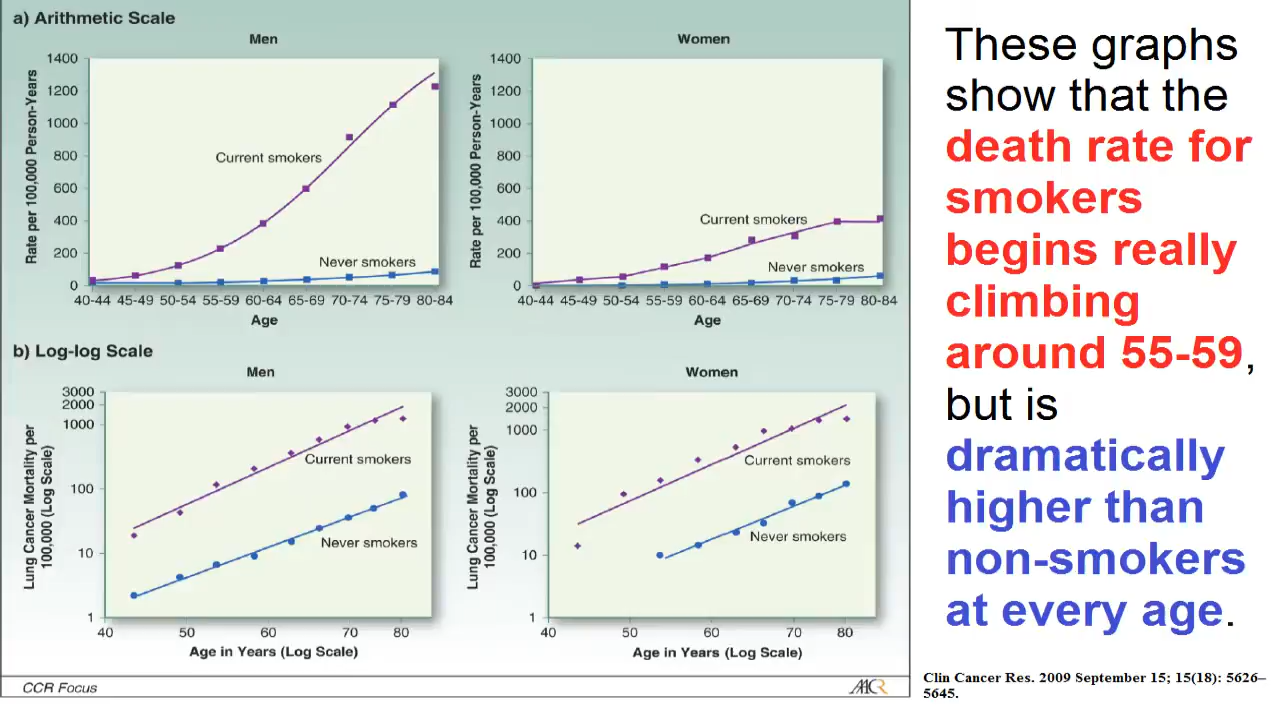 a) Arithmetic Scale
Men
Women
Rate per 100,000 Person-Years
1400
1200
1000
800
600
400
200
0
Current smokers
Never smokers
40-44 45-49 50-54 55-59 60-64 65-69 70-74 75-79 80-84
Age
Rate per 100,000 Person-Years
1400
1200
1000
800
600
400
200
0
Current smokers
Never smokers
40-44 45-49 50-54 55-59 60-64 65-69 70-74 75-79 80-84
Age
b) Log-log Scale
Men
Women
Lung Cancer Mortality per
100,000 (Log Scale)
3000
2000
1000
100
10
1
Current smokers
Never smokers
40 50 60 70 80
Age in Years (Log Scale)
Lung Cancer Mortality per
100,000 (Log Scale)
3000
2000
1000
100
10
1
Current smokers
Never smokers
40 50 60 70 80
Age in Years (Log Scale)
CCR Focus
AACR
These graphs
show that the
death rate for
smokers
begins really
climbing
around 55-59,
but is
dramatically
higher than
non-smokers
at every age.
Clin Cancer Res. 2009 September 15; 15(18): 5626–
5645.